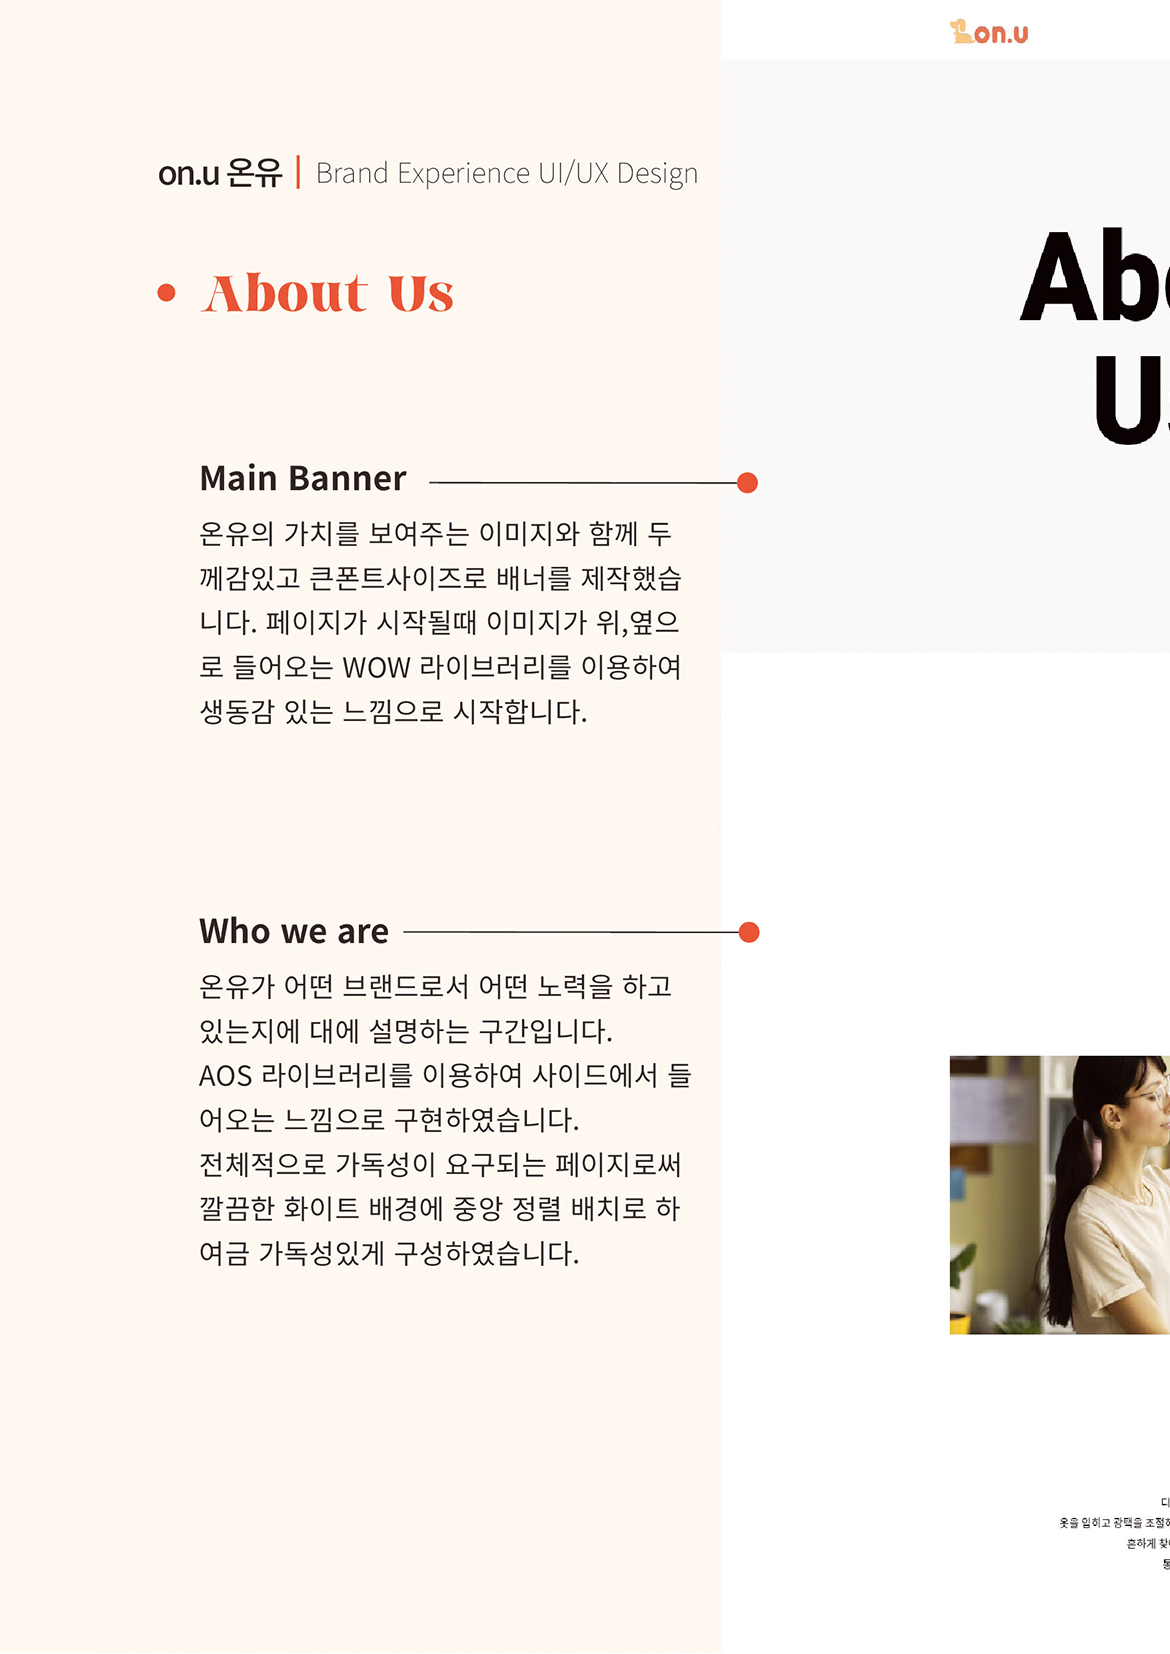 on.u
on.u 온유 | Brand Experience UI/UX Design
About Us
Abo
Us
Main Banner
온유의 가치를 보여주는 이미지와 함께 두
께감있고 큰폰트사이즈로 배너를 제작했습
니다. 페이지가 시작될때 이미지가 위,옆으
로 들어오는 WOW 라이브러리를 이용하여
생동감 있는 느낌으로 시작합니다.
Who we are
온유가 어떤 브랜드로서 어떤 노력을 하고
있는지에 대에 설명하는 구간입니다.
AOS 라이브러리를 이용하여 사이드에서 들
어오는 느낌으로 구현하였습니다.
전체적으로 가독성이 요구되는 페이지로써
깔끔한 화이트 배경에 중앙 정렬 배치로 하
여금 가독성있게 구성하였습니다.
디
옷을 입히고 광택을 조절하
흔하게 찾